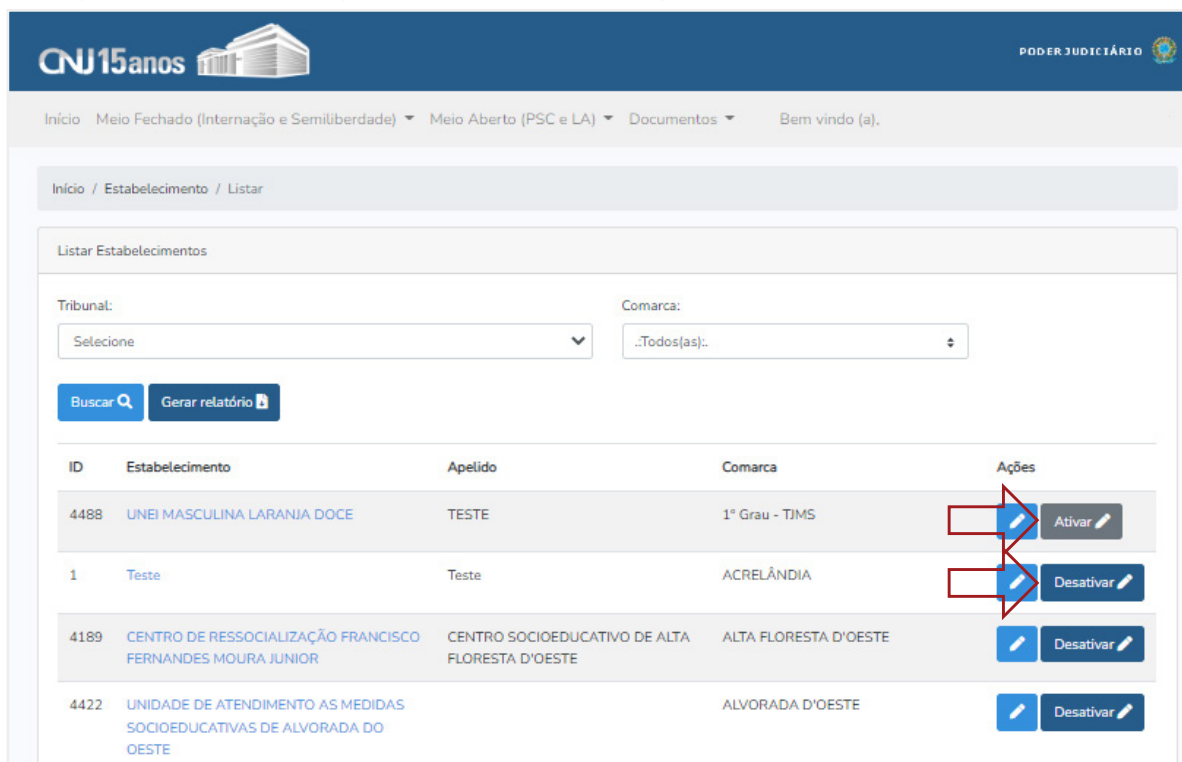 CNJ 15anos
PODER JUDICIÁRIO
Início Meio Fechado (Internação e Semiliberdade) Meio Aberto (PSC e LA) Documentos Bem vindo (a),
Início / Estabelecimento / Listar
Listar Estabelecimentos
Tribunal: Comarca:
Selecione .:Todos(as):.
Buscar Gerar relatório
ID Estabelecimento Apelido Comarca Ações
4488 UNEI MASCULINA LARANJA DOCE TESTE 1° Grau - TJMS Ativar
1 Teste Teste ACRELÂNDIA Desativar
4189 CENTRO DE RESSOCIALIZAÇÃO FRANCISCO CENTRO SOCIOEDUCATIVO DE ALTA ALTA FLORESTA D'OESTE Desativar
FERNANDES MOURA JUNIOR FLORESTA D'OESTE
4422 UNIDADE DE ATENDIMENTO AS MEDIDAS ALVORADA D'OESTE Desativar
SOCIOEDUCATIVAS DE ALVORADA DO
OESTE